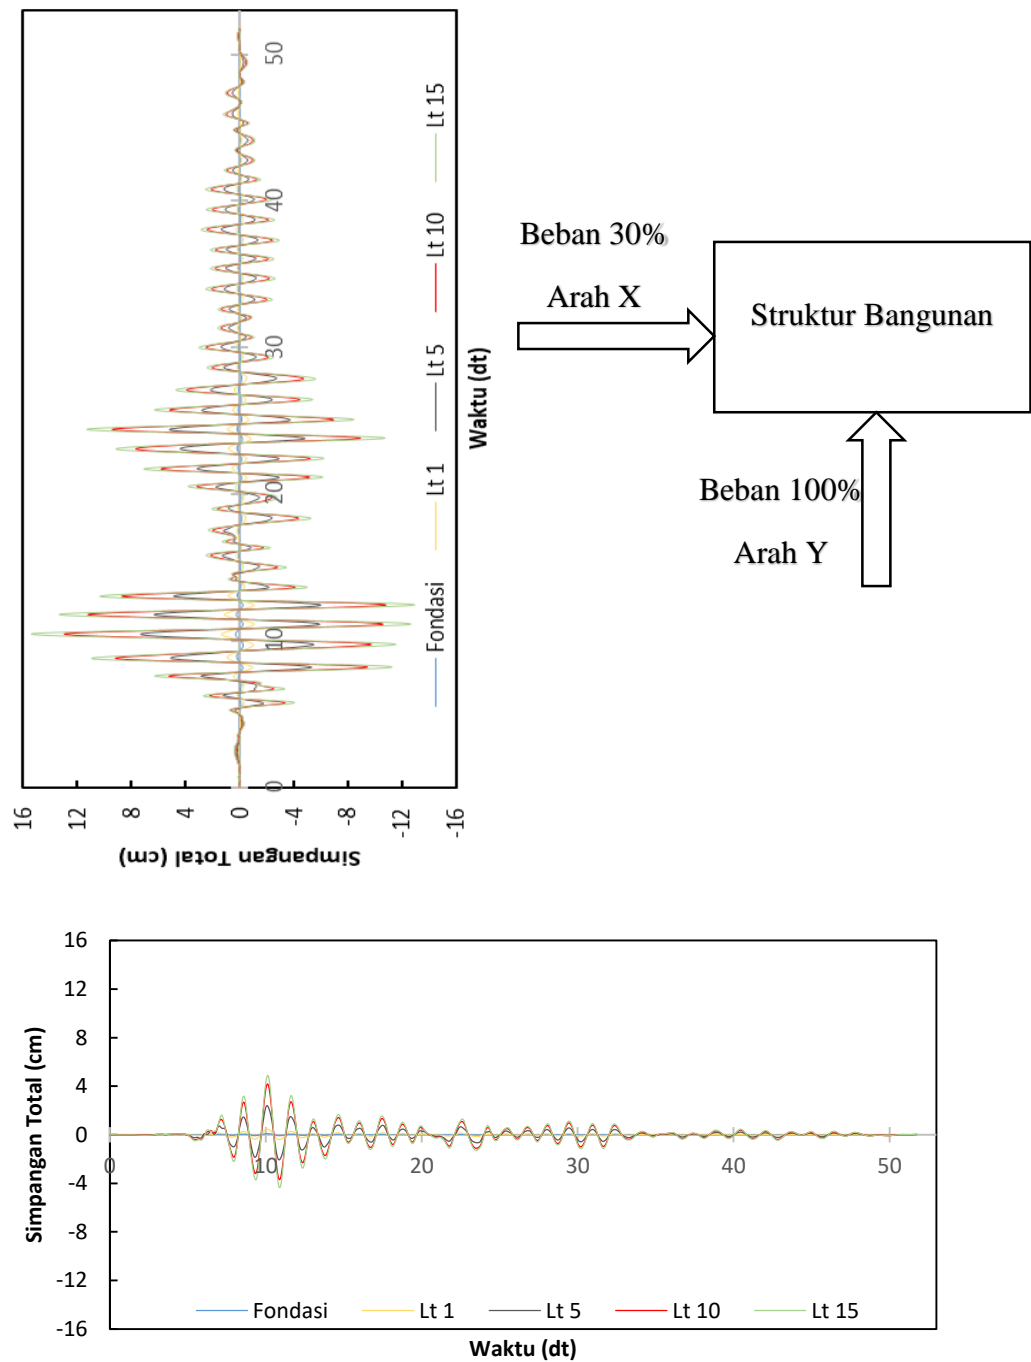 16
12
8
4
0
-4
-8
-12
-16
Simpangan Total (cm)
0
10
20
30
40
50
Waktu (dt)
Fondasi
Lt 1
Lt 5
Lt 10
Lt 15
Beban 30%
Arah X
Struktur Bangunan
Beban 100%
Arah Y
16
12
8
4
0
-4
-8
-12
-16
Simpangan Total (cm)
0 10 20 30 40 50
Fondasi Lt 1 Lt 5 Lt 10 Lt 15
Waktu (dt)